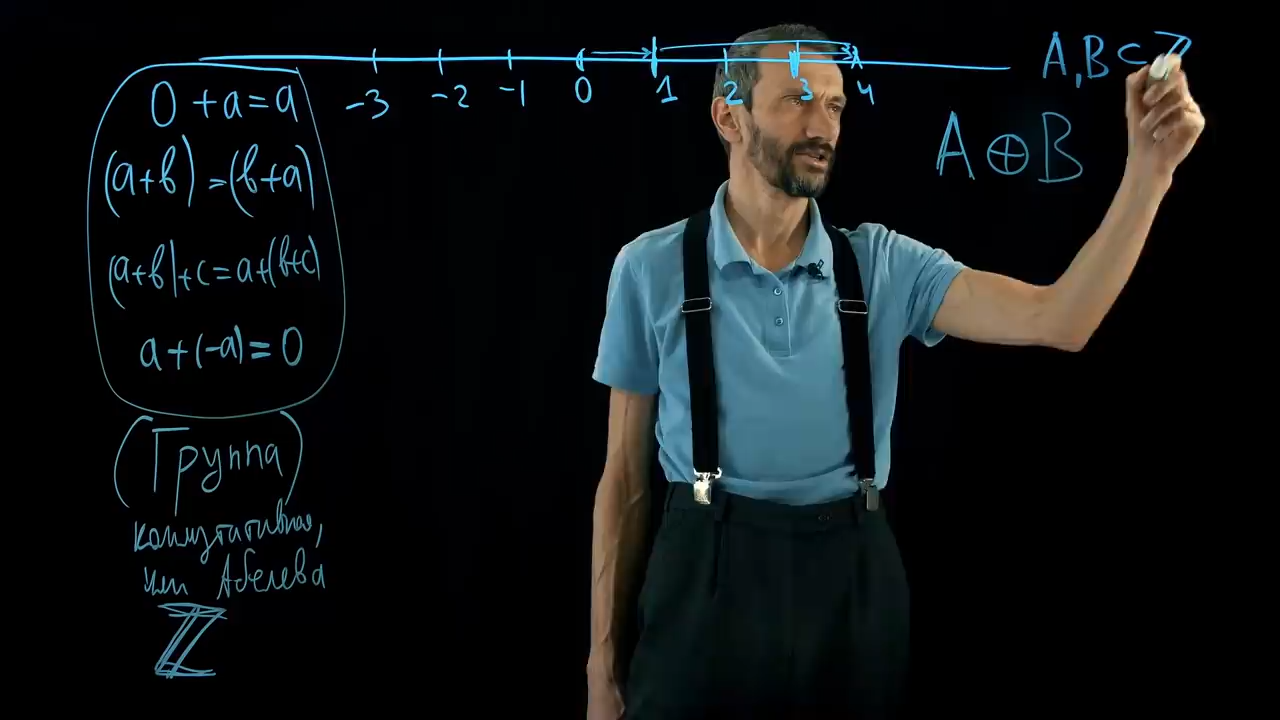 -3 -2 -1 0 1 2 3 4
A,B ⊂ ℤ
A ⊕ B
0 + a = a
(a+b) = (b+a)
(a+b)+c = a+(b+c)
a+(-a) = 0
(Группа)
коммутативная,
или Абелева
ℤ